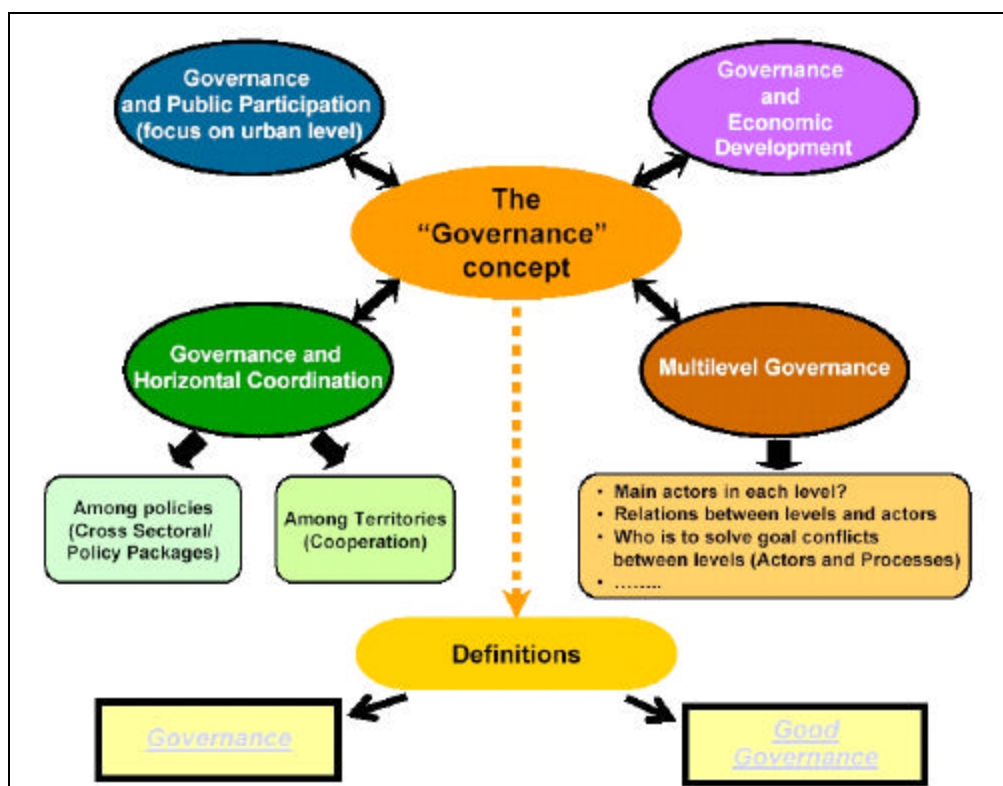 Governance
and Public Participation
(focus on urban level)
Governance
and
Economic
Development
The
“Governance”
concept
Governance and
Horizontal Coordination
Multilevel Governance
Among policies
(Cross Sectoral/
Policy Packages)
Among Territories
(Cooperation)
• Main actors in each level?
• Relations between levels and actors
• Who is to solve goal conflicts
between levels (Actors and Processes)
• ........
Definitions
Governance
Good
Governance